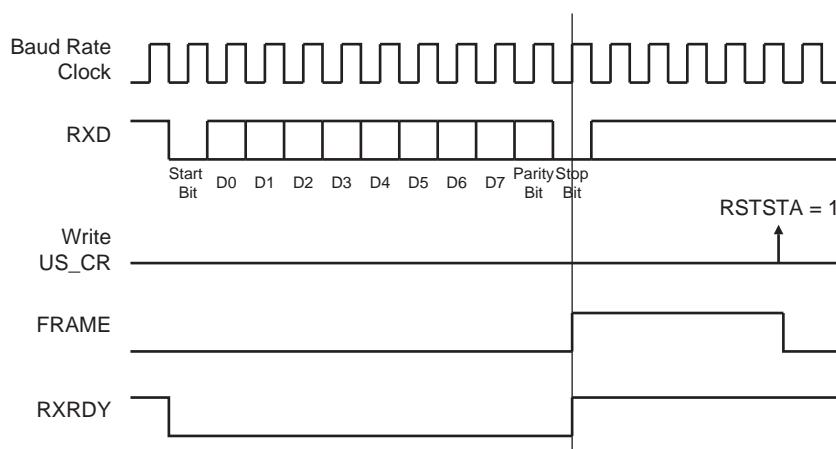 Baud Rate
Clock
RXD
Start
Bit
D0 D1 D2 D3 D4 D5 D6 D7
Parity
Bit
Stop
Bit
RSTSTA = 1
Write
US_CR
FRAME
RXRDY